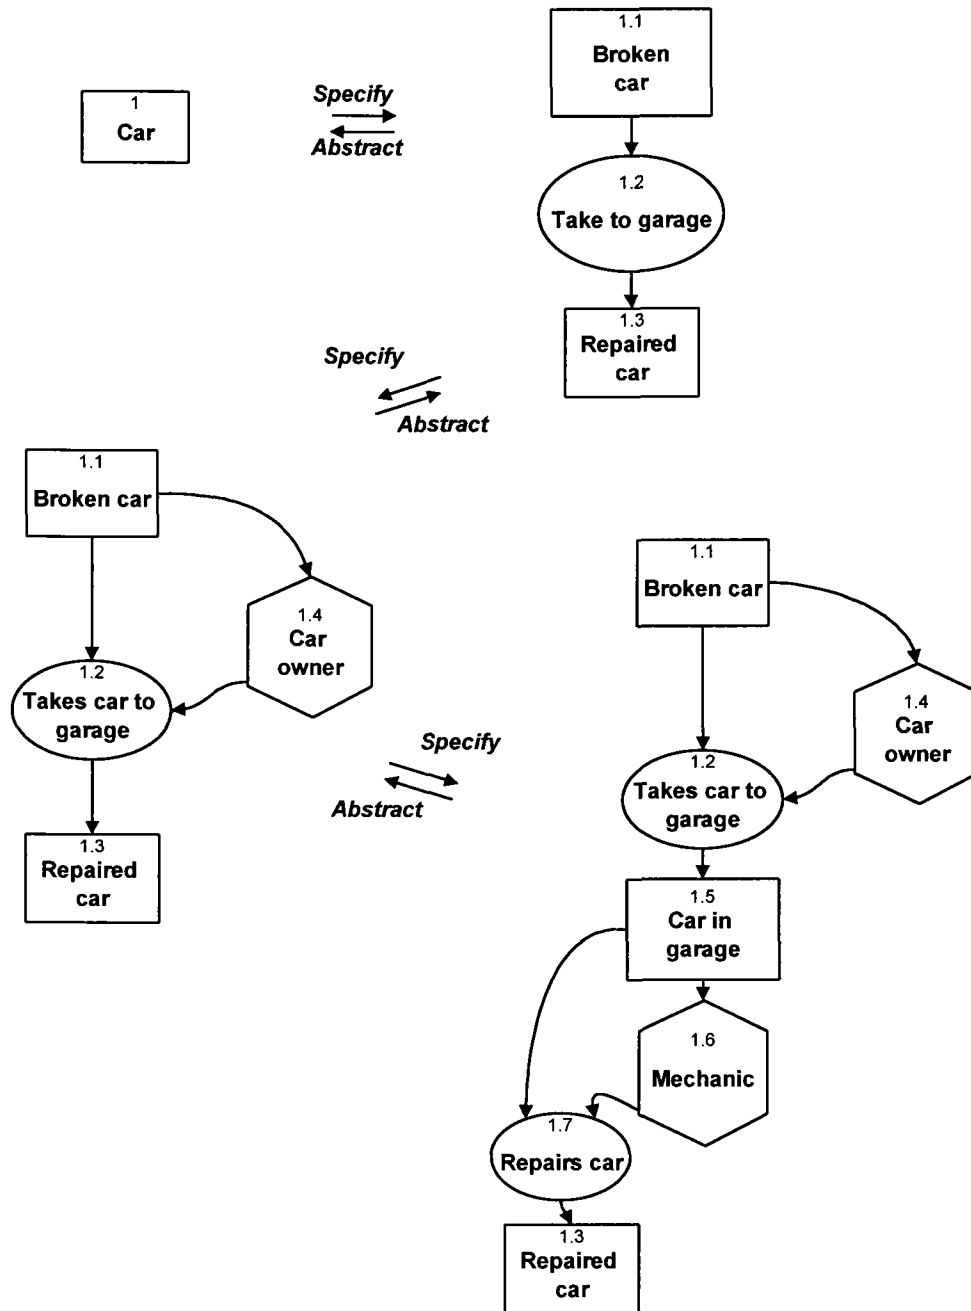 1
Car
Specify
Abstract
1.1
Broken
car
1.2
Take to garage
1.3
Repaired
car
Specify
Abstract
1.1
Broken car
1.4
Car
owner
1.2
Takes car to
garage
1.3
Repaired
car
Specify
Abstract
1.1
Broken car
1.4
Car
owner
1.2
Takes car to
garage
1.5
Car in
garage
1.6
Mechanic
1.7
Repairs car
1.3
Repaired
car